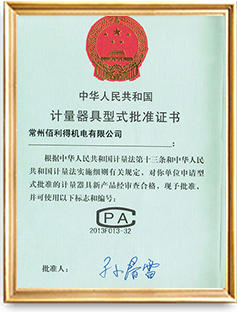 中华人民共和国
计量器具型式批准证书
常州佰利得机电有限公司 :
根据中华人民共和国计量法第十三条和中华人民
共和国计量法实施细则有关规定，对你单位申请型
式批准的计量器具新产品经审查合格，现予批准，
并可使用以下标志和编号:
CPA
2013F013-32
批准人: